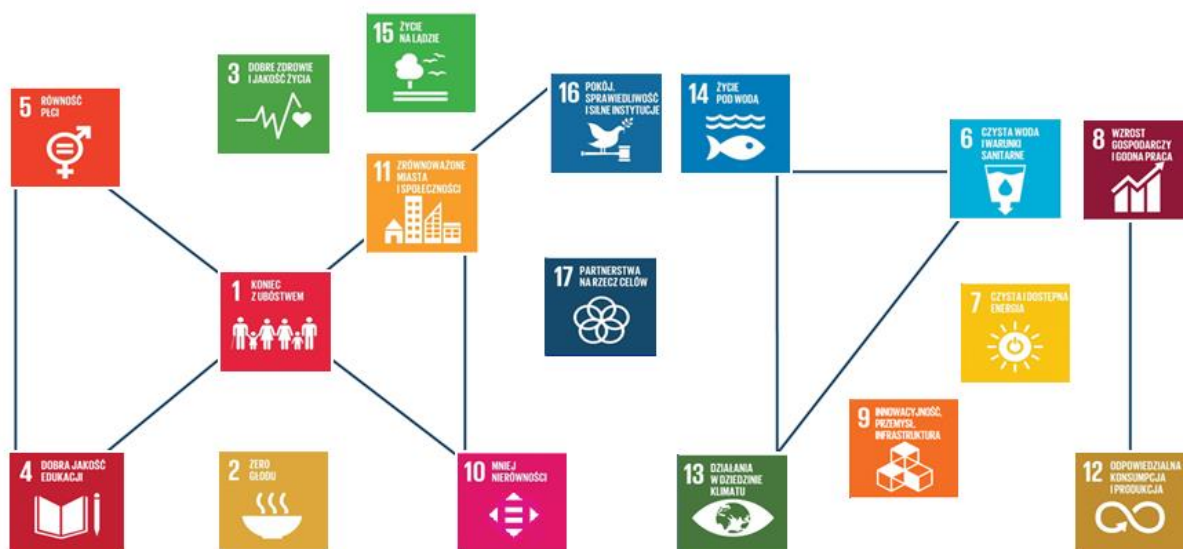 15 ŻYCIE
NA LĄDZIE
3 DOBRE ZDROWIE
I JAKOŚĆ ŻYCIA
5 RÓWNOŚĆ
PŁCI
16 POKÓJ,
SPRAWIEDLIWOŚĆ
I SILNE INSTYTUCJE
14 ŻYCIE
POD WODĄ
6 CZYSTA WODA
I WARUNKI
SANITARNE
8 WZROST
GOSPODARCZY
I GODNA PRACA
11 ZRÓWNOWAŻONE
MIASTA
I SPOŁECZNOŚCI
1 KONIEC
Z UBÓSTWEM
17 PARTNERSTWA
NA RZECZ CELÓW
7 CZYSTA I DOSTĘPNA
ENERGIA
9 INNOWACYJNOŚĆ,
PRZEMYSŁ,
INFRASTRUKTURA
4 DOBRA JAKOŚĆ
EDUKACJI
2 ZERO
GŁODU
10 MNIEJ
NIERÓWNOŚCI
13 DZIAŁANIA
W DZIEDZINIE
KLIMATU
12 ODPOWIEDZIALNA
KONSUMPCJA
I PRODUKCJA